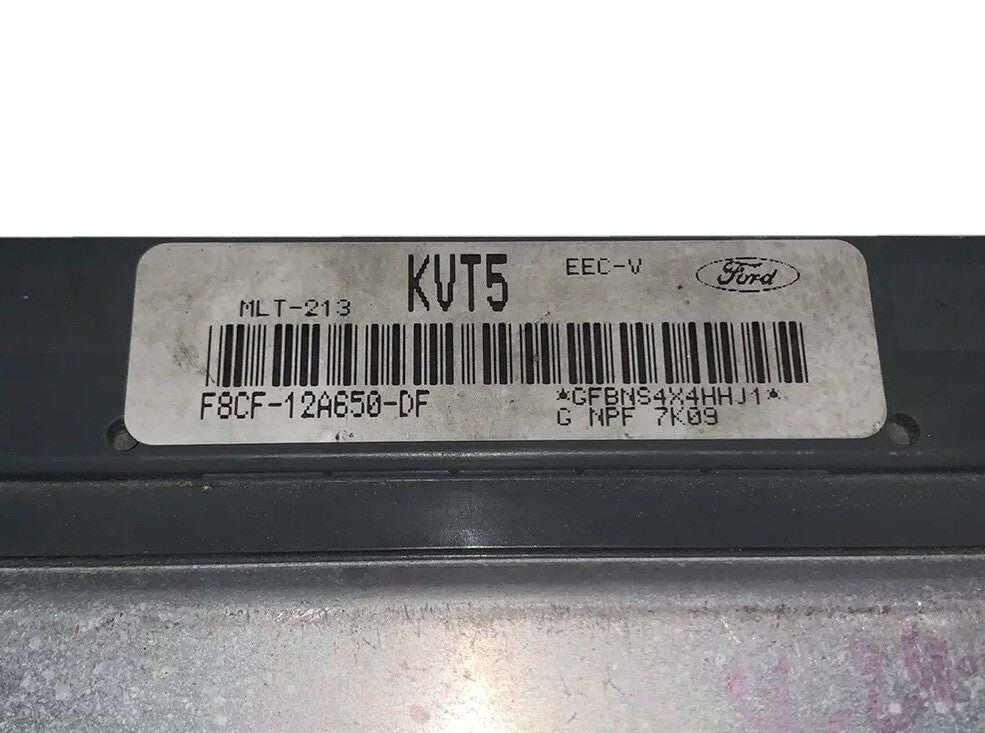 KVT5
EEC-V
Ford
MLT-213
F8CF-12A650-DF
*GFBNS4X4HHJ1*
G NPF 7K09